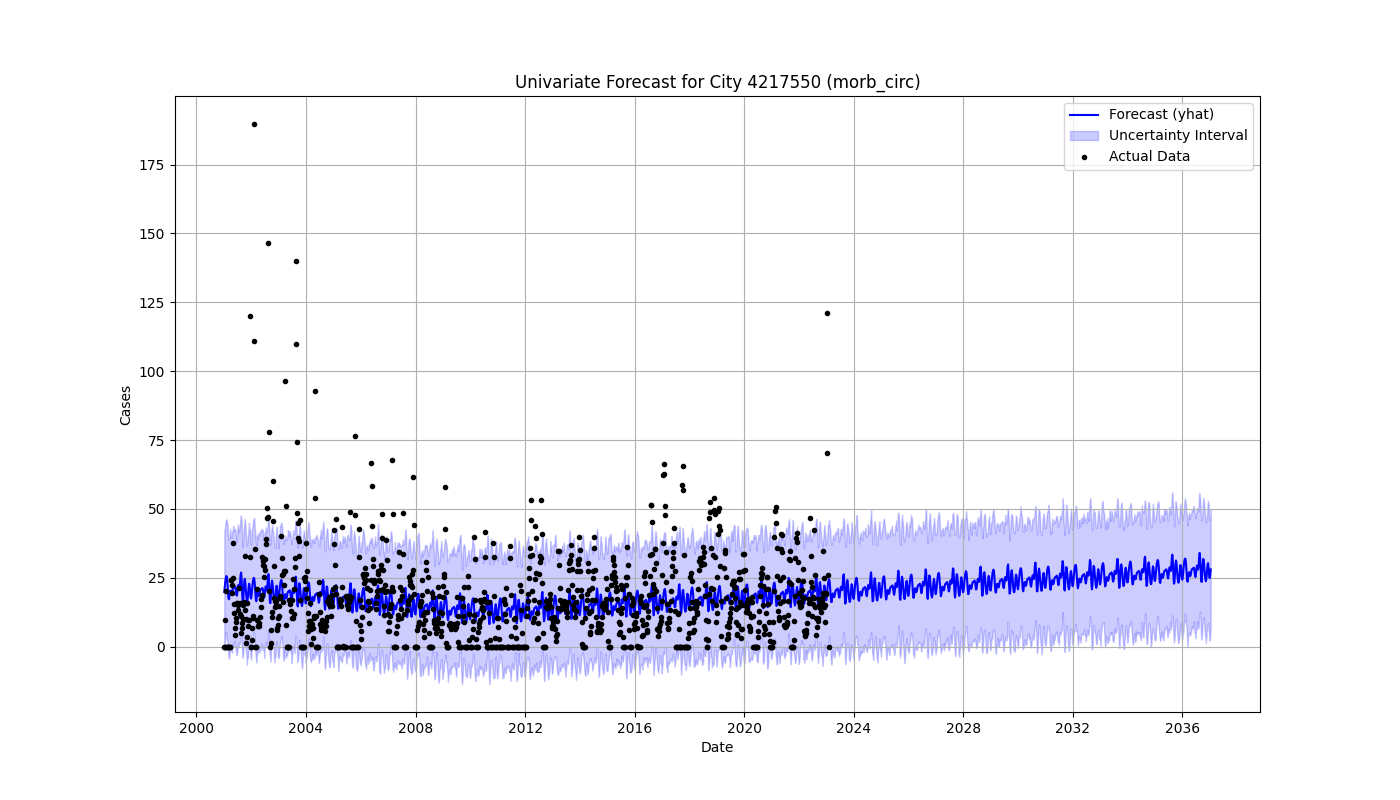 Univariate Forecast for City 4217550 (morb_circ)
Forecast (yhat)
Uncertainty Interval
Actual Data
175
150
125
100
75
50
25
0
Cases
2000 2004 2008 2012 2016 2020 2024 2028 2032 2036
Date